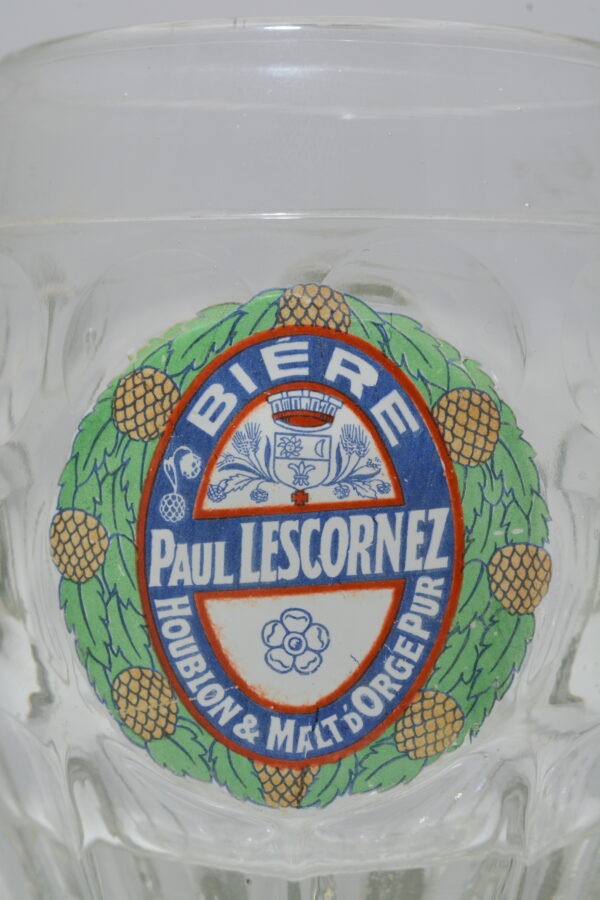 BIÉRE
PAUL LESCORNEZ
HOUBLON & MALT D'ORGE PUR